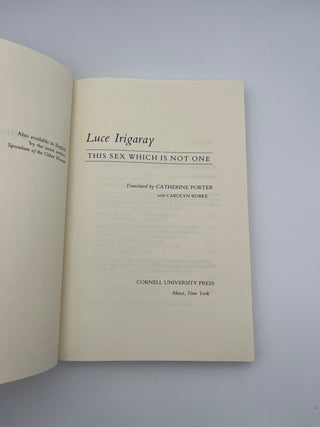 Also available in English
by the same author:
Speculum of the Other Woman
Luce Irigaray
THIS SEX WHICH IS NOT ONE
Translated by CATHERINE PORTER
with CAROLYN BURKE
CORNELL UNIVERSITY PRESS
Ithaca, New York